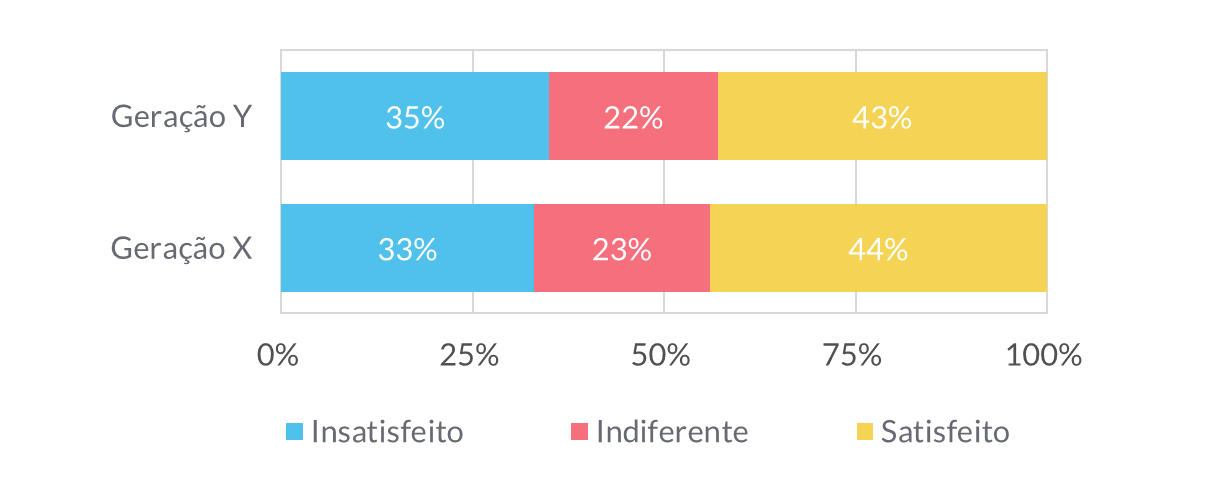 Geração Y 35% 22% 43%
Geração X 33% 23% 44%
0% 25% 50% 75% 100%
Insatisfeito Indiferente Satisfeito